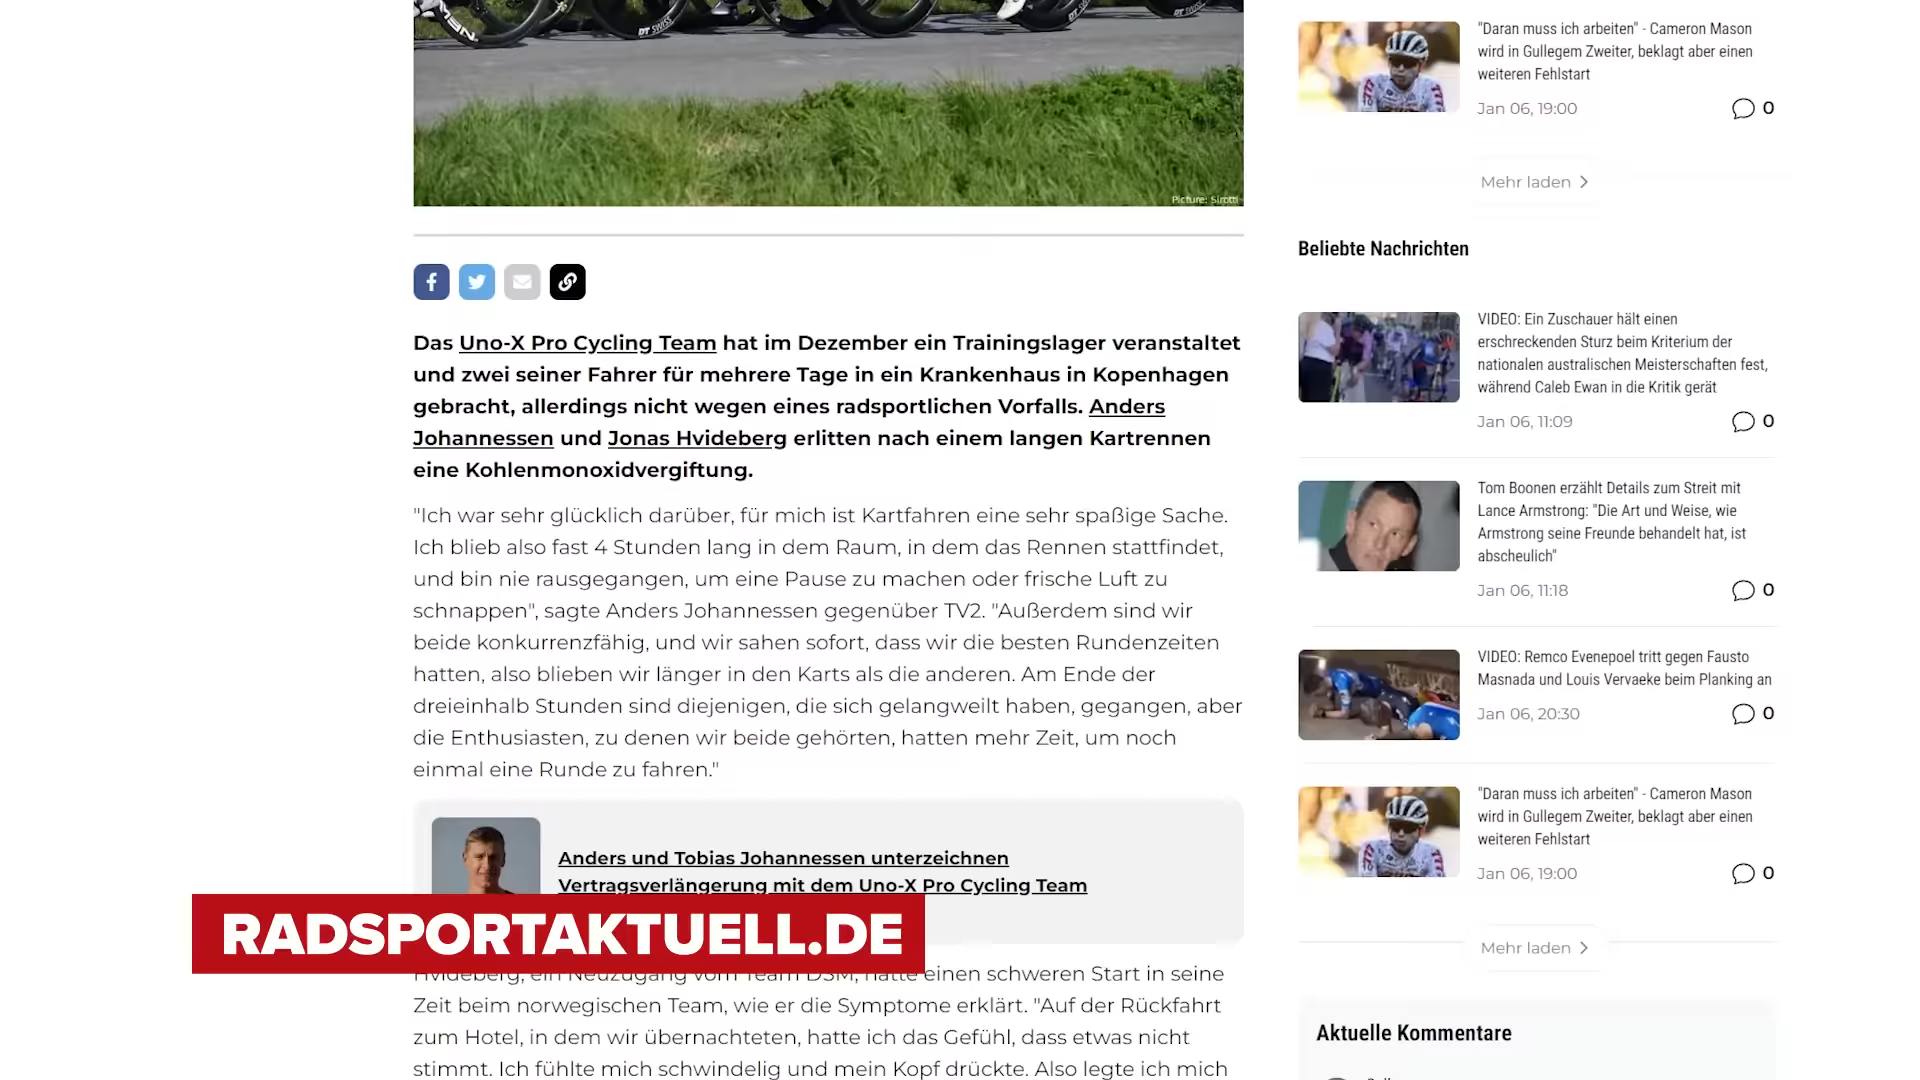 DT SWISS
DT SWISS
DT SWISS
Picture: Sirotti
Das Uno-X Pro Cycling Team hat im Dezember ein Trainingslager veranstaltet
und zwei seiner Fahrer für mehrere Tage in ein Krankenhaus in Kopenhagen
gebracht, allerdings nicht wegen eines radsportlichen Vorfalls. Anders
Johannessen und Jonas Hvideberg erlitten nach einem langen Kartrennen
eine Kohlenmonoxidvergiftung.
"Ich war sehr glücklich darüber, für mich ist Kartfahren eine sehr spaßige Sache.
Ich blieb also fast 4 Stunden lang in dem Raum, in dem das Rennen stattfindet,
und bin nie rausgegangen, um eine Pause zu machen oder frische Luft zu
schnappen", sagte Anders Johannessen gegenüber TV2. "Außerdem sind wir
beide konkurrenzfähig, und wir sahen sofort, dass wir die besten Rundenzeiten
hatten, also blieben wir länger in den Karts als die anderen. Am Ende der
dreieinhalb Stunden sind diejenigen, die sich gelangweilt haben, gegangen, aber
die Enthusiasten, zu denen wir beide gehörten, hatten mehr Zeit, um noch
einmal eine Runde zu fahren."
Anders und Tobias Johannessen unterzeichnen
Vertragsverlängerung mit dem Uno-X Pro Cycling Team
RADSPORTAKTUELL.DE
Hvideberg, ein Neuzugang vom Team DSM, hatte einen schweren Start in seine
Zeit beim norwegischen Team, wie er die Symptome erklärt. "Auf der Rückfahrt
zum Hotel, in dem wir übernachteten, hatte ich das Gefühl, dass etwas nicht
stimmt. Ich fühlte mich schwindelig und mein Kopf drückte. Also legte ich mich
"Daran muss ich arbeiten" - Cameron Mason
wird in Gullegem Zweiter, beklagt aber einen
weiteren Fehlstart
Jan 06, 19:00
0
Mehr laden
Beliebte Nachrichten
VIDEO: Ein Zuschauer hält einen
erschreckenden Sturz beim Kriterium der
nationalen australischen Meisterschaften fest,
während Caleb Ewan in die Kritik gerät
Jan 06, 11:09
0
Tom Boonen erzählt Details zum Streit mit
Lance Armstrong: "Die Art und Weise, wie
Armstrong seine Freunde behandelt hat, ist
abscheulich"
Jan 06, 11:18
0
VIDEO: Remco Evenepoel tritt gegen Fausto
Masnada und Louis Vervaeke beim Planking an
Jan 06, 20:30
0
"Daran muss ich arbeiten" - Cameron Mason
wird in Gullegem Zweiter, beklagt aber einen
weiteren Fehlstart
Jan 06, 19:00
0
Mehr laden
Aktuelle Kommentare